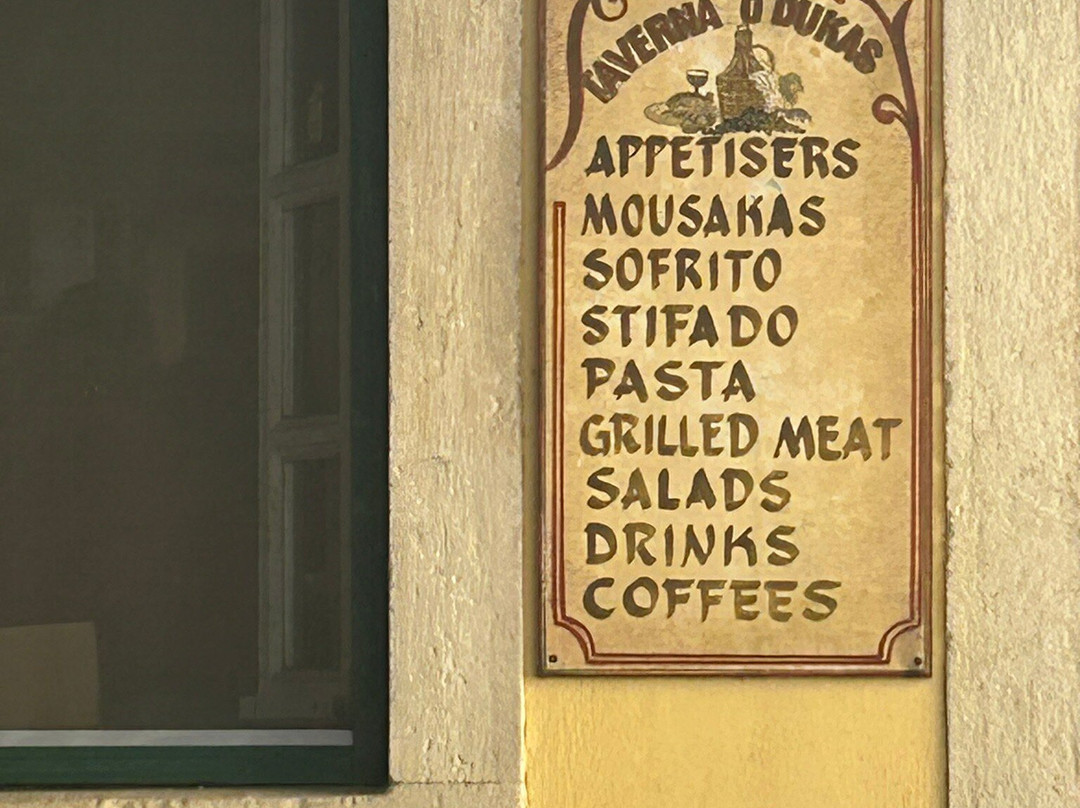 TAVERNA O DUKAS
APPETISERS
MOUSAKAS
SOFRITO
STIFADO
PASTA
GRILLED MEAT
SALADS
DRINKS
COFFEES